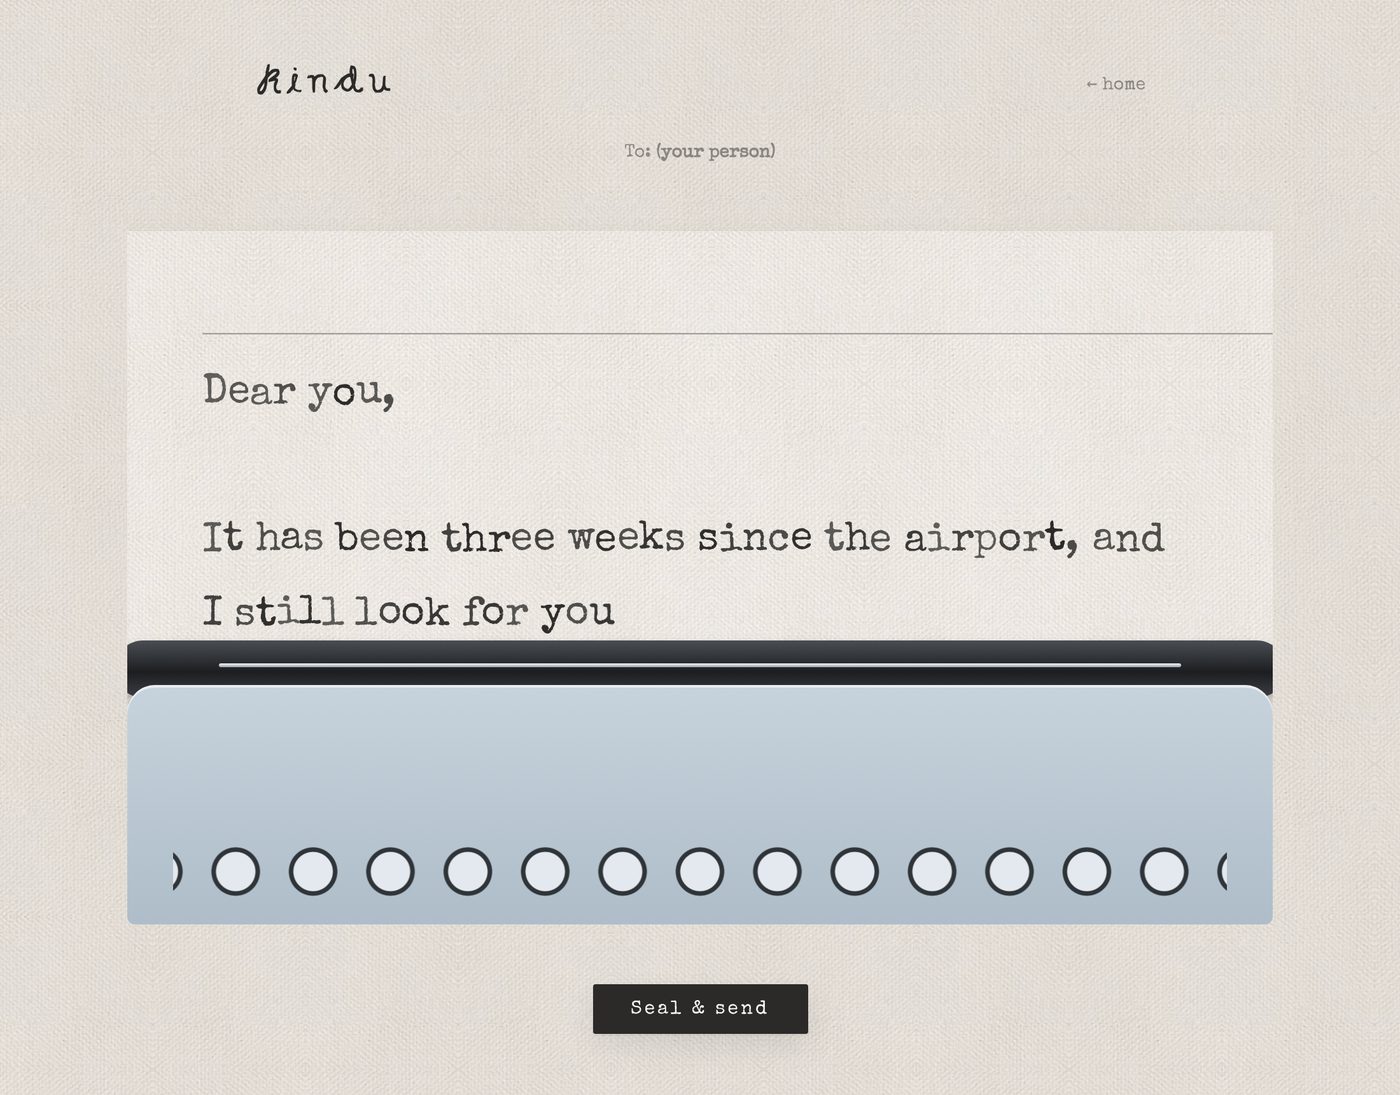 kindu
← home
To: (your person)
Dear you,
It has been three weeks since the airport, and
I still look for you
Seal & send